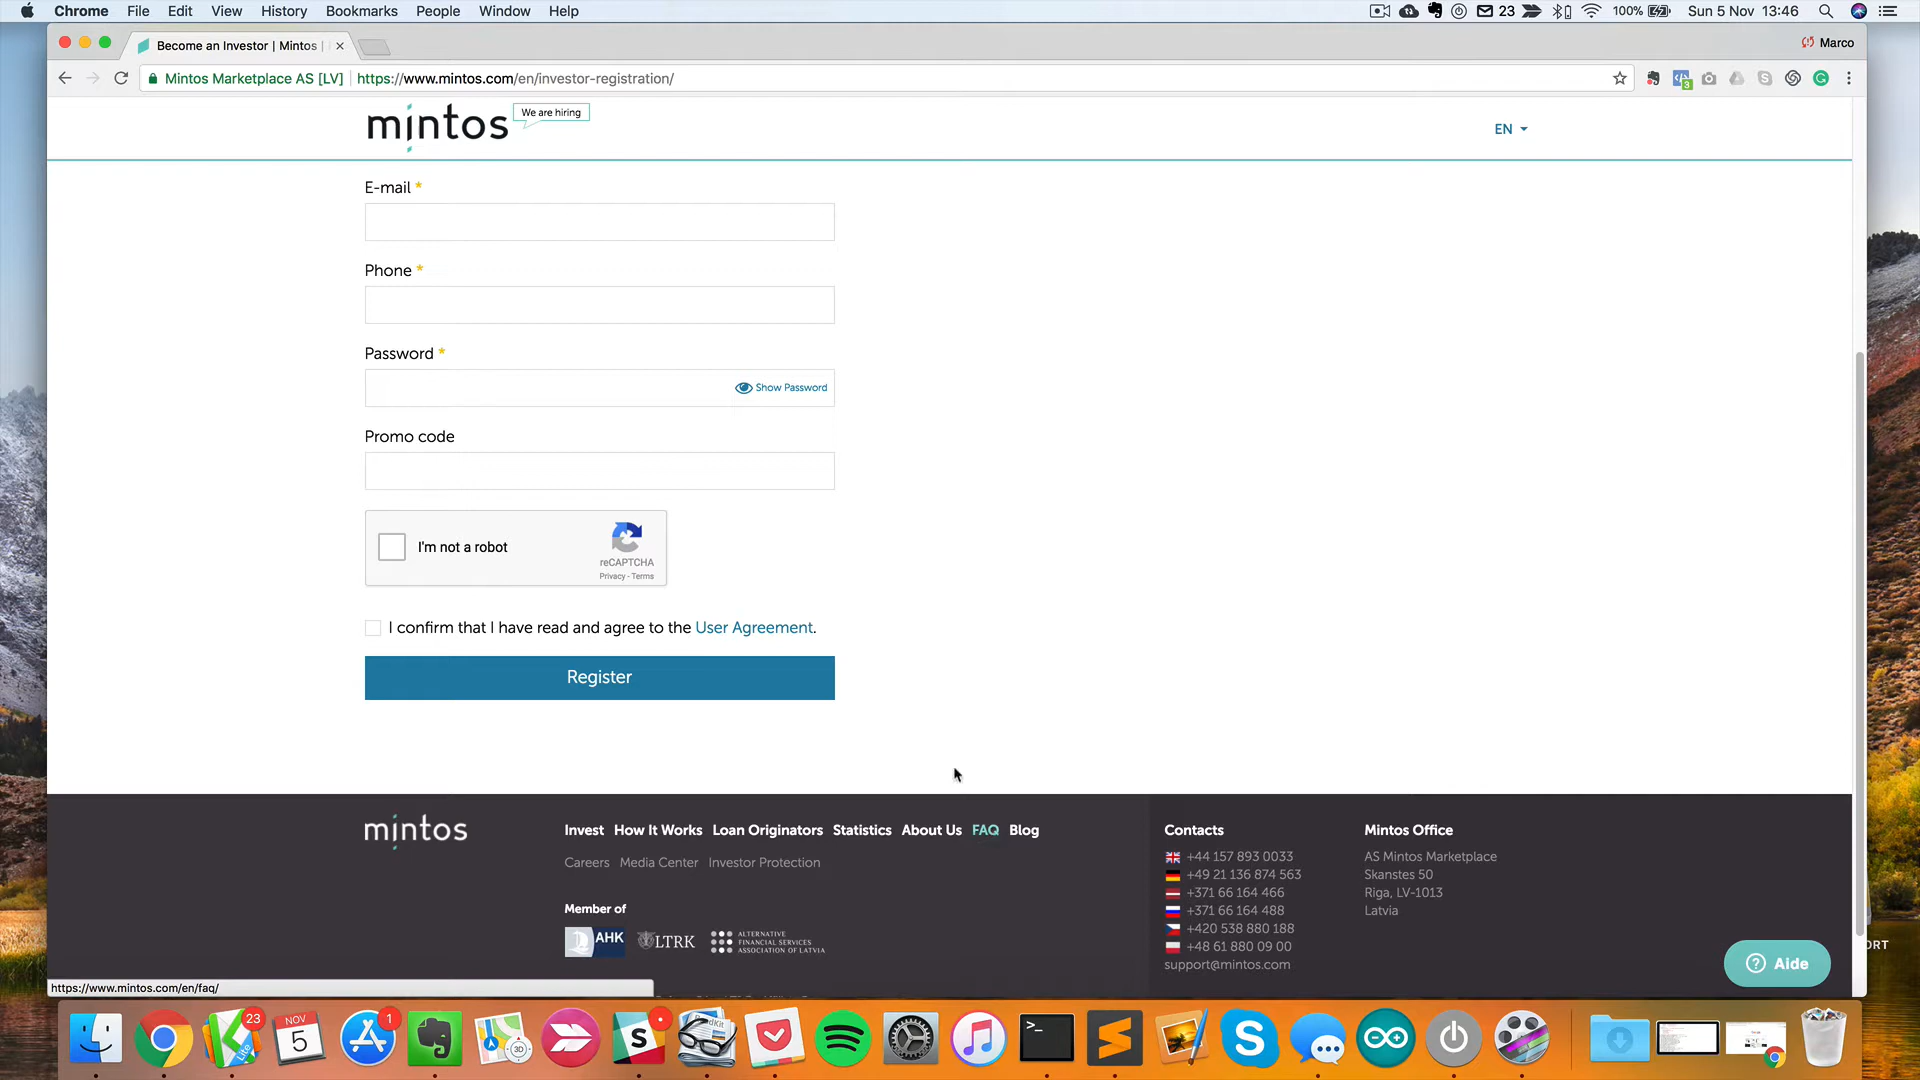 Chrome File Edit View History Bookmarks People Window Help
23 100% Sun 5 Nov 13:46
Become an Investor | Mintos |
Marco
Mintos Marketplace AS [LV] https://www.mintos.com/en/investor-registration/
3
mintos We are hiring
EN
E-mail *
Phone *
Password *
Show Password
Promo code
I'm not a robot
reCAPTCHA
Privacy - Terms
I confirm that I have read and agree to the User Agreement.
Register
mintos
Invest How It Works Loan Originators Statistics About Us FAQ Blog
Careers Media Center Investor Protection
Member of
AHK LTRK ALTERNATIVE
FINANCIAL SERVICES
ASSOCIATION OF LATVIA
Contacts
+44 157 893 0033
+49 21 136 874 563
+371 66 164 466
+371 66 164 488
+420 538 880 188
+48 61 880 09 00
support@mintos.com
Mintos Office
AS Mintos Marketplace
Skanstes 50
Riga, LV-1013
Latvia
ORT
Aide
https://www.mintos.com/en/faq/
23
Lite
NOV
5
1
3D